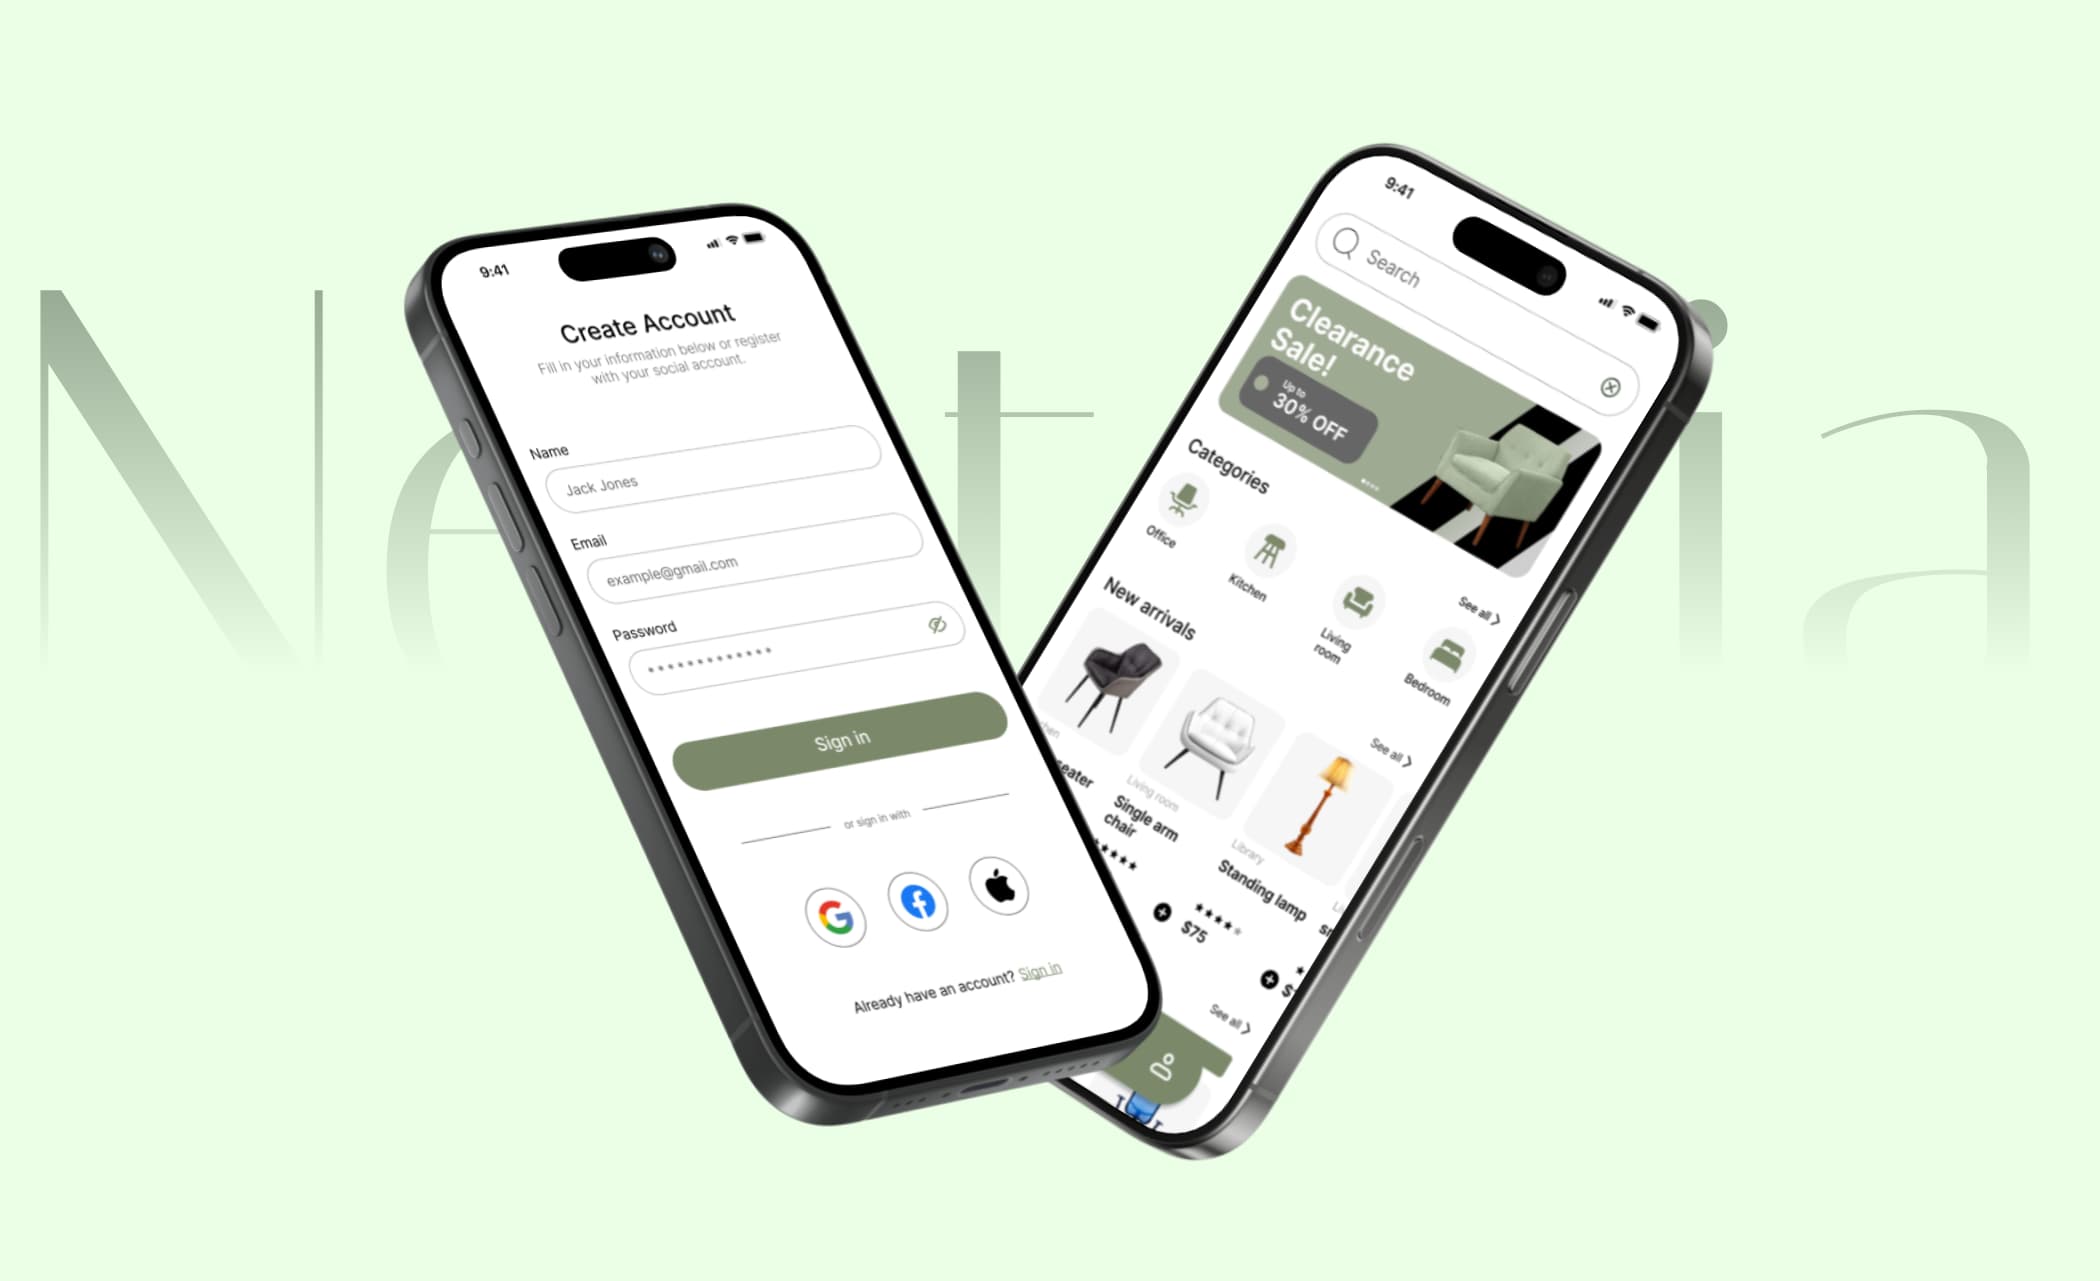 9:41
Create Account
Fill in your information below or register
with your social account.
Name
Jack Jones
Email
example@gmail.com
Password
Sign in
or sign in with
Already have an account? Sign in
9:41
Search
Clearance
Sale!
Up to
30% OFF
Categories
See all
Office
Kitchen
Living
room
Bedroom
New arrivals
See all
seater
Living room
Single arm
chair
$75
Library
Standing lamp
See all